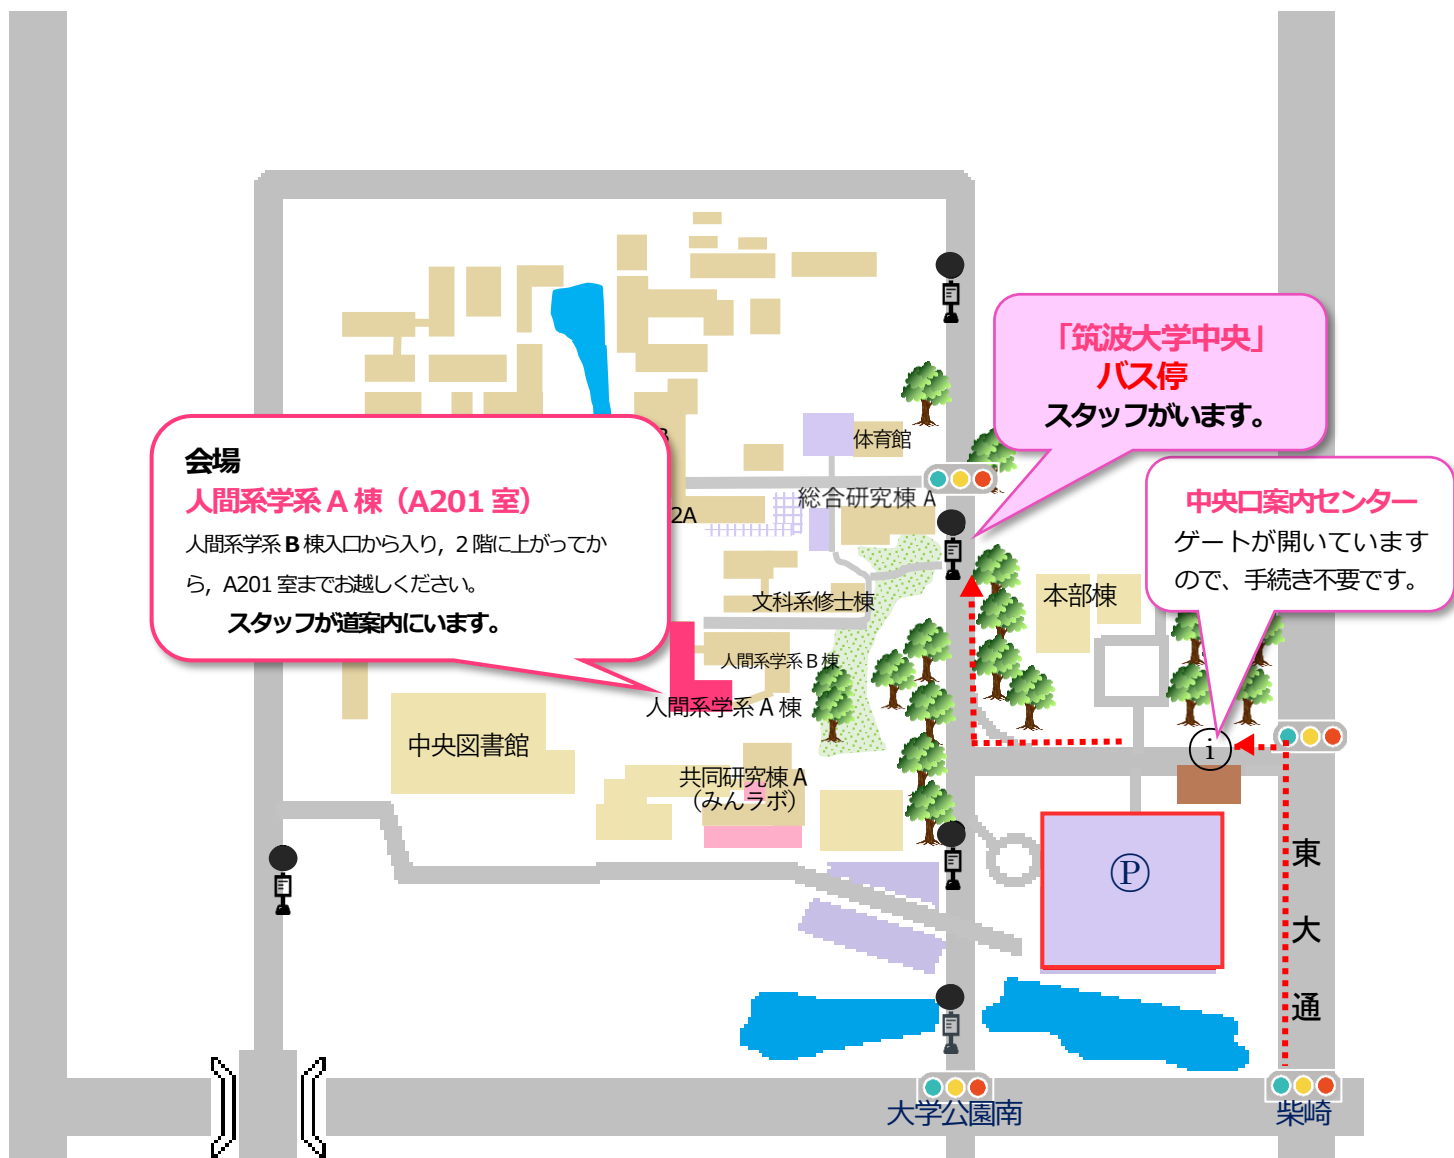 「筑波大学中央」
バス停
スタッフがいます。
会場
人間系学系 A 棟（A201 室）
人間系学系 B 棟入口から入り，2 階に上がってか
ら，A201 室までお越しください。
スタッフが道案内にいます。
中央口案内センター
ゲートが開いています
ので、手続き不要です。
体育館
総合研究棟 A
B
2A
文科系修士棟
本部棟
人間系学系 B 棟
人間系学系 A 棟
中央図書館
共同研究棟 A
（みんラボ）
i
P
東
大
通
大学公園南
柴崎